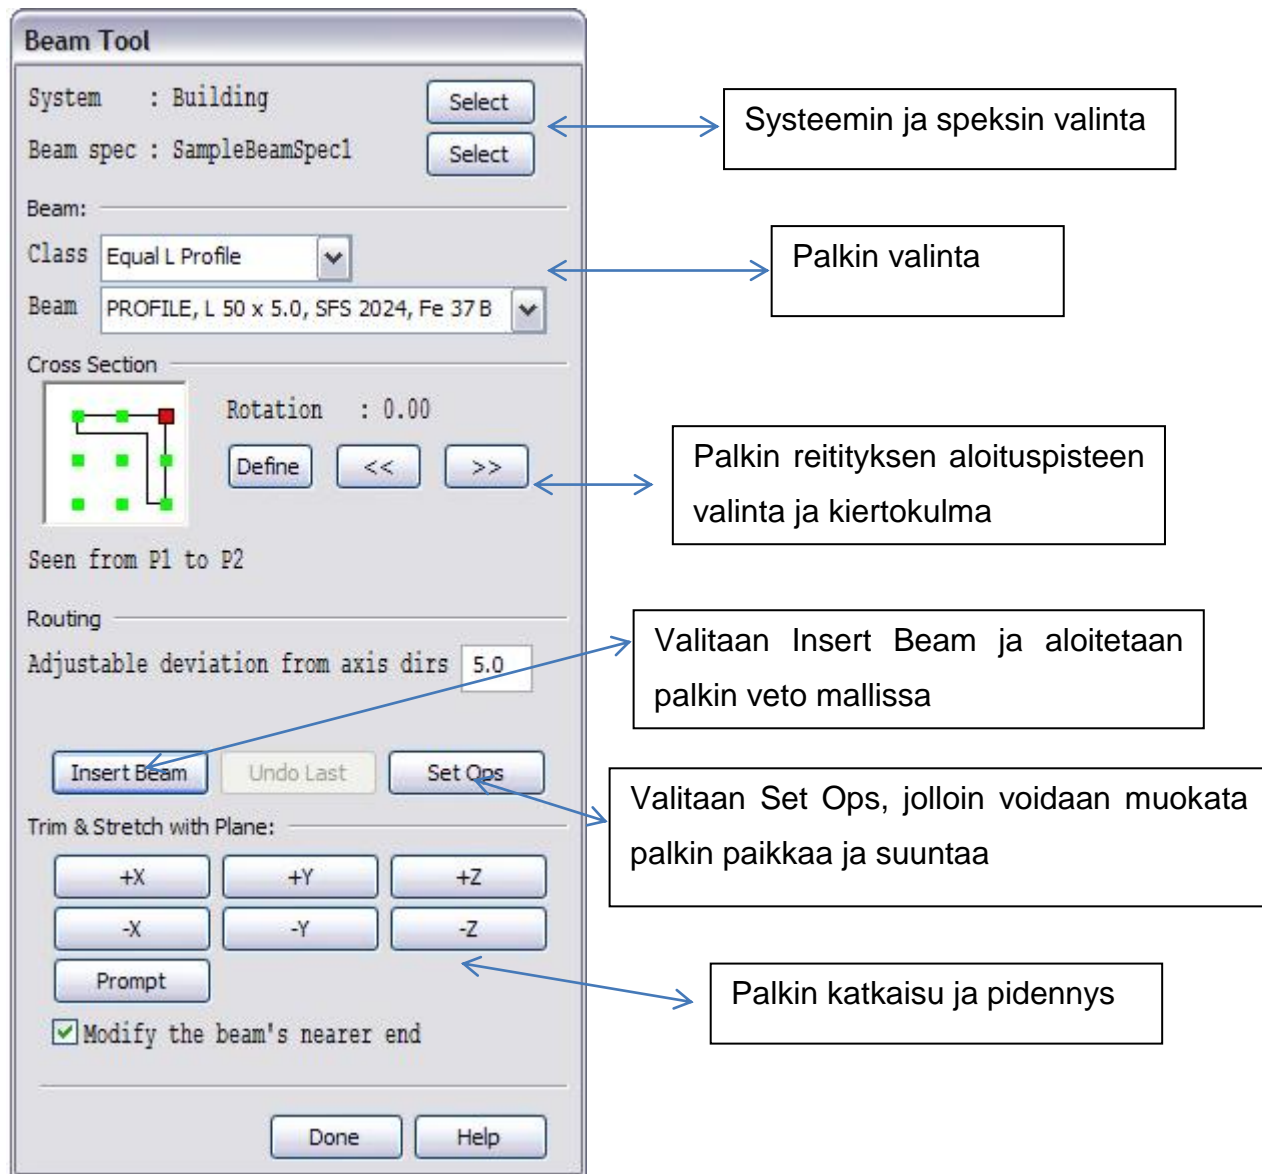 Beam Tool
System : Building
Select
Beam spec : SampleBeamSpec1
Select
Systeemin ja speksin valinta
Beam:
Class
Equal L Profile
Beam
PROFILE, L 50 x 5.0, SFS 2024, Fe 37 B
Palkin valinta
Cross Section
Rotation : 0.00
Define
<<
>>
Palkin reitityksen aloituspisteen
valinta ja kiertokulma
Seen from P1 to P2
Routing
Adjustable deviation from axis dirs
5.0
Valitaan Insert Beam ja aloitetaan
palkin veto mallissa
Insert Beam
Undo Last
Set Ops
Valitaan Set Ops, jolloin voidaan muokata
palkin paikkaa ja suuntaa
Trim & Stretch with Plane:
+X
+Y
+Z
-X
-Y
-Z
Prompt
Palkin katkaisu ja pidennys
Modify the beam's nearer end
Done
Help